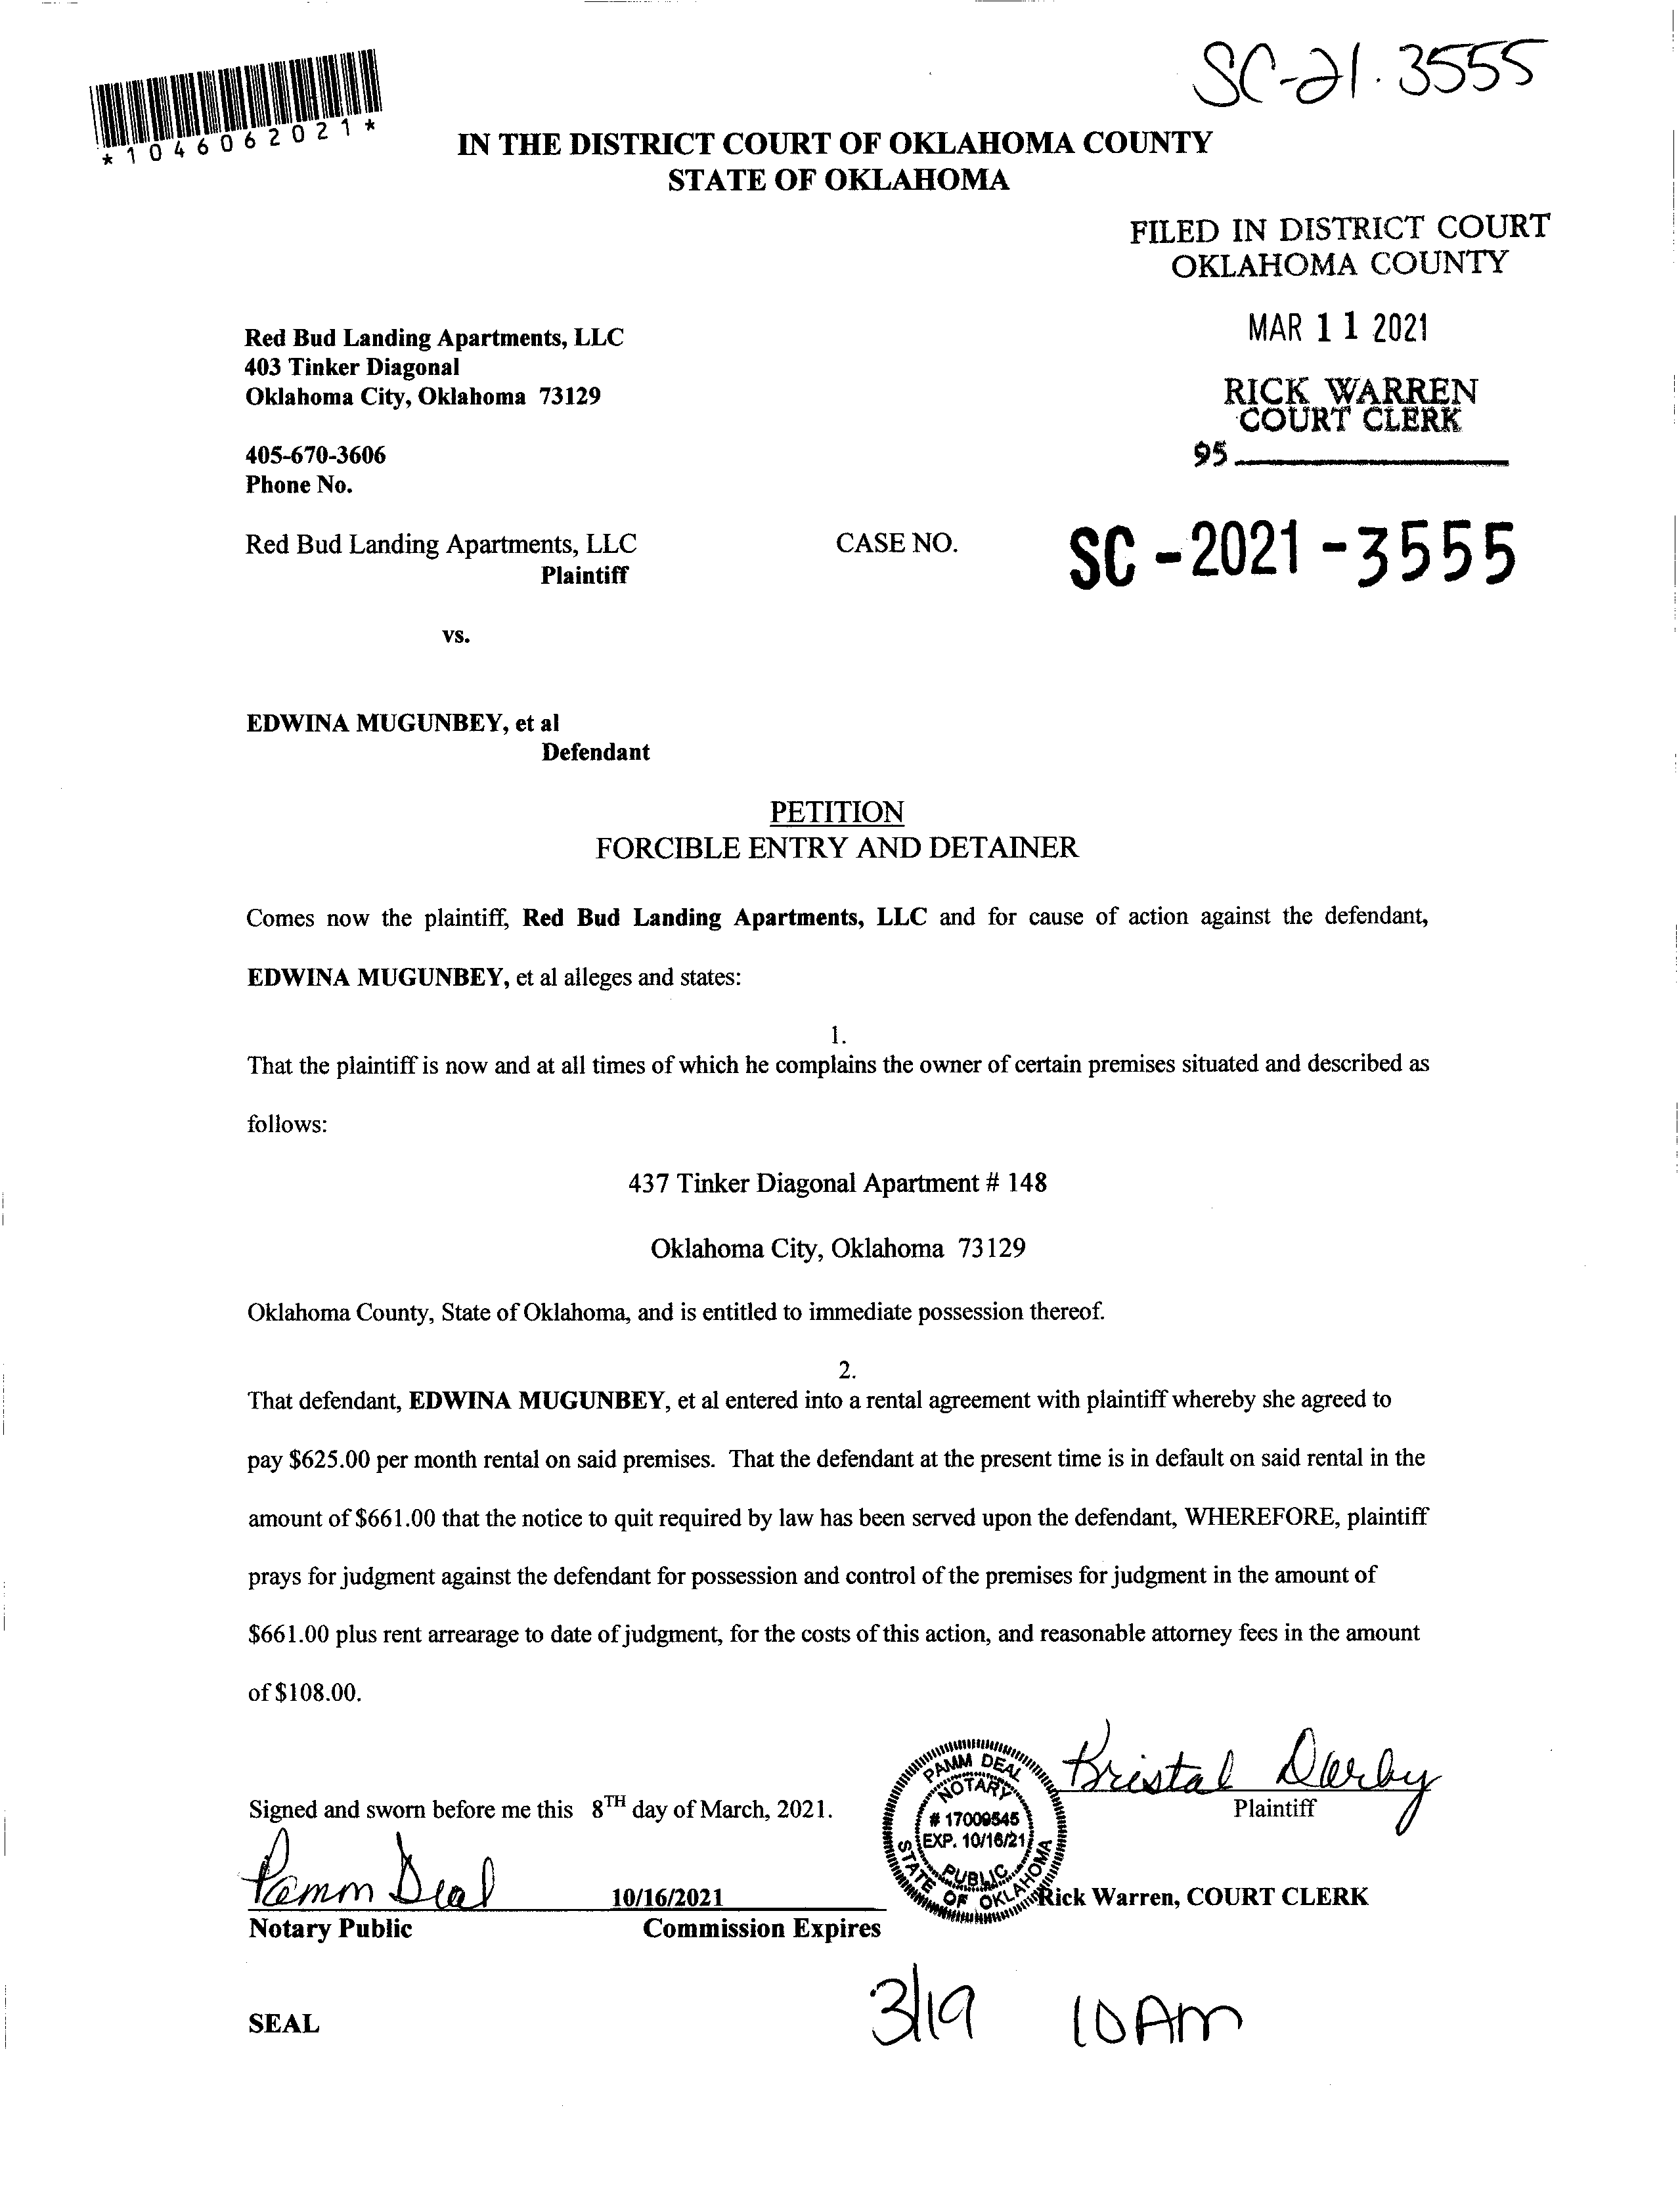 SC-21-3555
*1046062021*
IN THE DISTRICT COURT OF OKLAHOMA COUNTY
STATE OF OKLAHOMA
FILED IN DISTRICT COURT
OKLAHOMA COUNTY
MAR 11 2021
RICK WARREN
COURT CLERK
95
Red Bud Landing Apartments, LLC
403 Tinker Diagonal
Oklahoma City, Oklahoma 73129
405-670-3606
Phone No.
Red Bud Landing Apartments, LLC CASE NO. SC-2021-3555
Plaintiff
vs.
EDWINA MUGUNBEY, et al
Defendant
PETITION
FORCIBLE ENTRY AND DETAINER
Comes now the plaintiff, Red Bud Landing Apartments, LLC and for cause of action against the defendant,
EDWINA MUGUNBEY, et al alleges and states:
1.
That the plaintiff is now and at all times of which he complains the owner of certain premises situated and described as
follows:
437 Tinker Diagonal Apartment # 148
Oklahoma City, Oklahoma 73129
Oklahoma County, State of Oklahoma, and is entitled to immediate possession thereof.
2.
That defendant, EDWINA MUGUNBEY, et al entered into a rental agreement with plaintiff whereby she agreed to
pay $625.00 per month rental on said premises. That the defendant at the present time is in default on said rental in the
amount of $661.00 that the notice to quit required by law has been served upon the defendant, WHEREFORE, plaintiff
prays for judgment against the defendant for possession and control of the premises for judgment in the amount of
$661.00 plus rent arrearage to date of judgment, for the costs of this action, and reasonable attorney fees in the amount
of $108.00.
Kristal Darby
Plaintiff
Signed and sworn before me this 8TH day of March, 2021.
PAMM DEAL
NOTARY
# 17009545
EXP. 10/16/21
PUBLIC
STATE OF OKLAHOMA
Pamm Deal 10/16/2021
Notary Public Commission Expires
Rick Warren, COURT CLERK
SEAL
3/19 10 AM